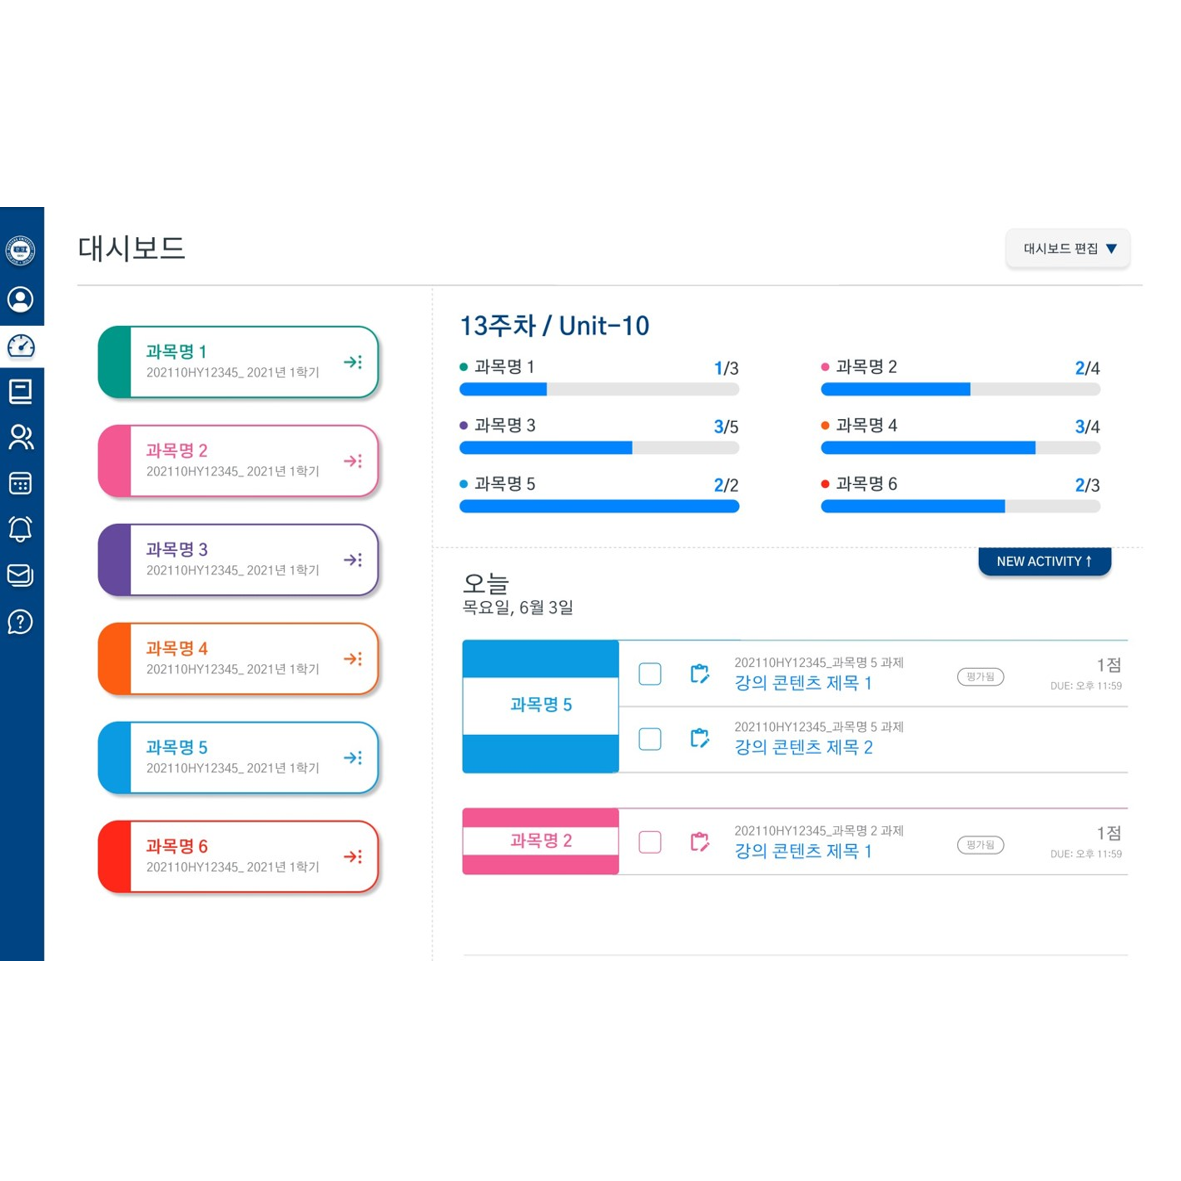 대시보드
대시보드 편집 ▼
과목명 1
202110HY12345_ 2021년 1학기
과목명 2
202110HY12345_ 2021년 1학기
과목명 3
202110HY12345_ 2021년 1학기
과목명 4
202110HY12345_ 2021년 1학기
과목명 5
202110HY12345_ 2021년 1학기
과목명 6
202110HY12345_ 2021년 1학기
13주차 / Unit-10
과목명 1 1/3
과목명 2 2/4
과목명 3 3/5
과목명 4 3/4
과목명 5 2/2
과목명 6 2/3
NEW ACTIVITY ↑
오늘
목요일, 6월 3일
과목명 5
202110HY12345_과목명 5 과제
강의 콘텐츠 제목 1
평가됨
1점
DUE: 오후 11:59
202110HY12345_과목명 5 과제
강의 콘텐츠 제목 2
과목명 2
202110HY12345_과목명 2 과제
강의 콘텐츠 제목 1
평가됨
1점
DUE: 오후 11:59